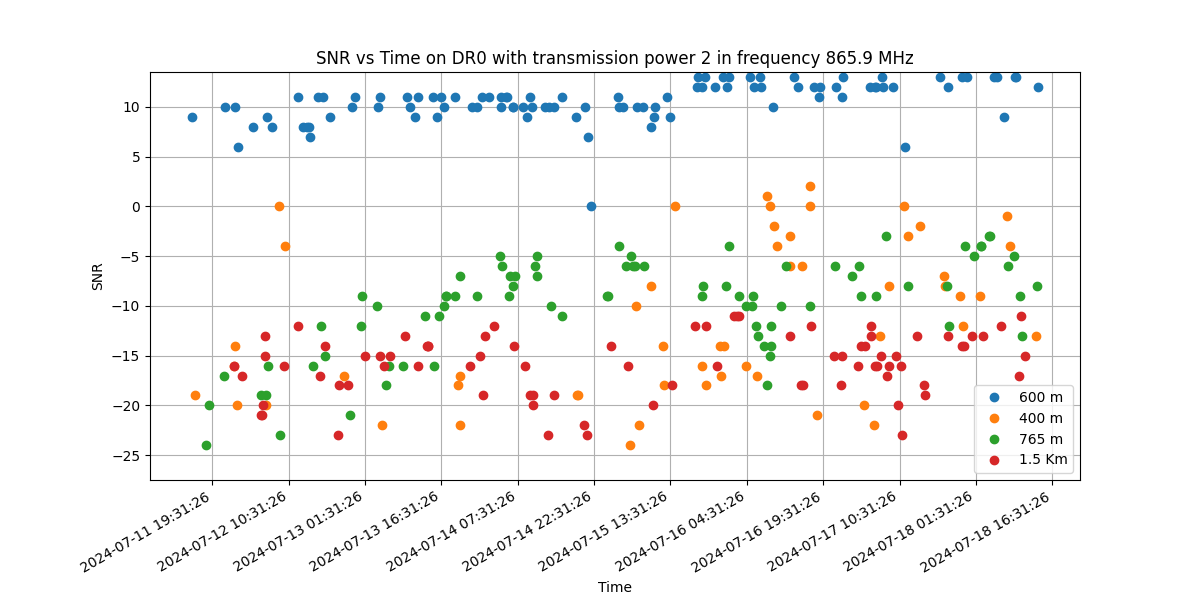 SNR vs Time on DR0 with transmission power 2 in frequency 865.9 MHz
SNR
10
5
0
−5
−10
−15
−20
−25
600 m
400 m
765 m
1.5 Km
2024-07-11 19:31:26
2024-07-12 10:31:26
2024-07-13 01:31:26
2024-07-13 16:31:26
2024-07-14 07:31:26
2024-07-14 22:31:26
2024-07-15 13:31:26
2024-07-16 04:31:26
2024-07-16 19:31:26
2024-07-17 10:31:26
2024-07-18 01:31:26
2024-07-18 16:31:26
Time